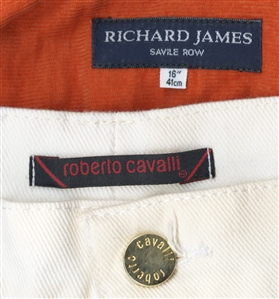 RICHARD JAMES
SAVILE ROW
16"
41cm
roberto cavalli®
cavalli
roberto